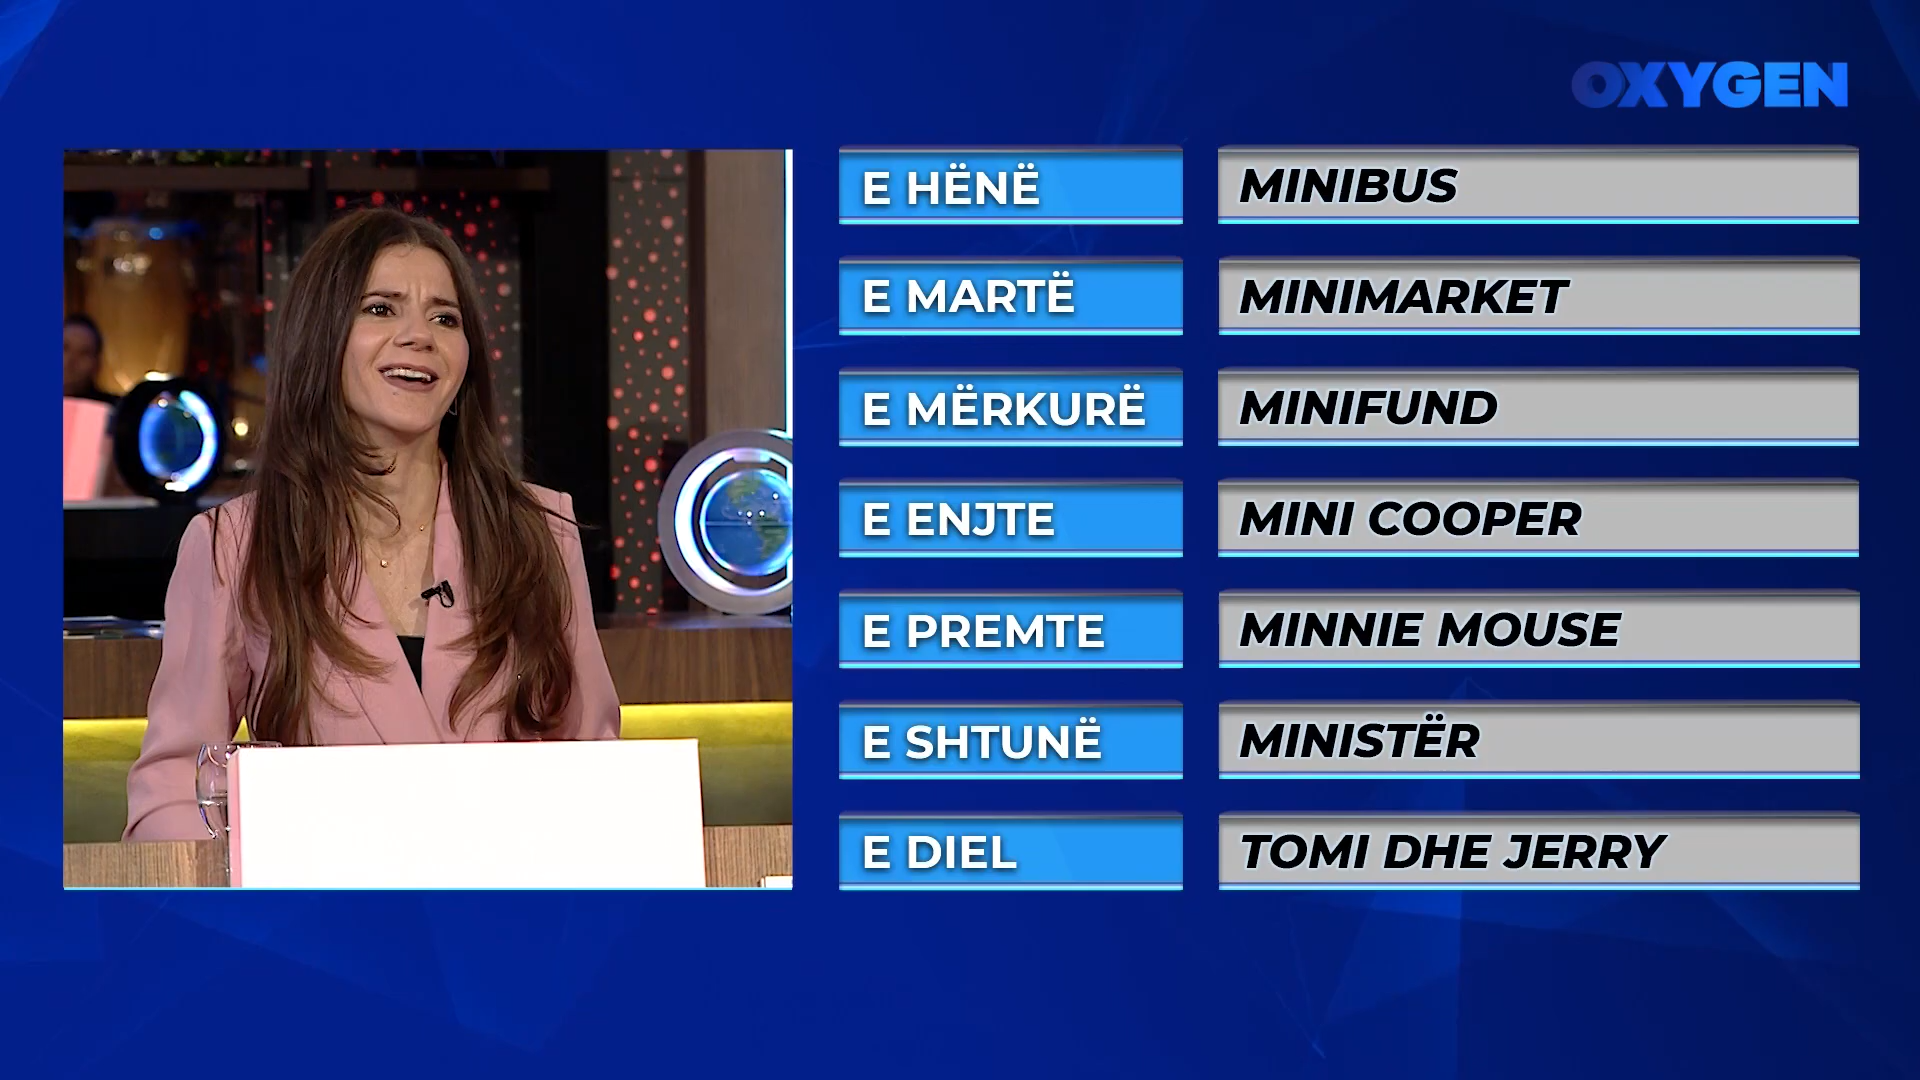 OXYGEN
E HËNË MINIBUS
E MARTË MINIMARKET
E MËRKURË MINIFUND
E ENJTE MINI COOPER
E PREMTE MINNIE MOUSE
E SHTUNË MINISTËR
E DIEL TOMI DHE JERRY